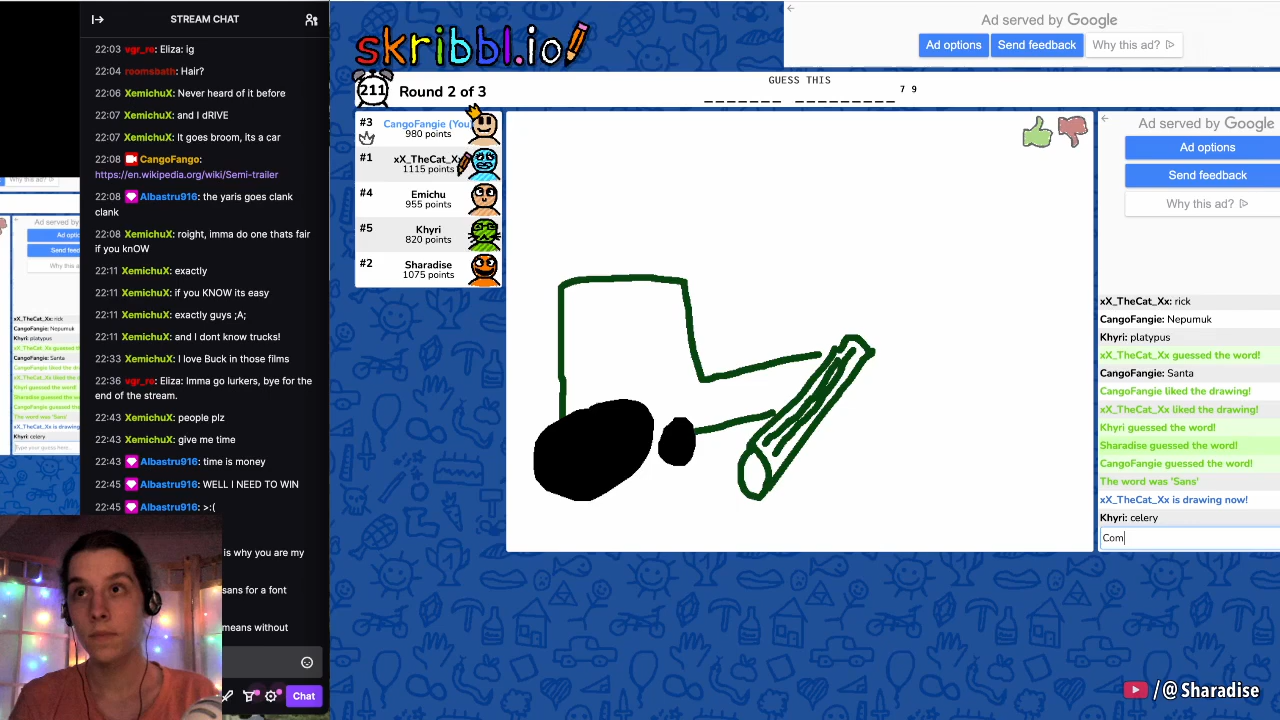 STREAM CHAT
22:03 vgr_ro: Eliza: ig
22:04 roomsbath: Hair?
22:06 XemichuX: Never heard of it before
22:07 XemichuX: and I dRIVE
22:07 XemichuX: It goes broom, its a car
22:08 CangoFango:
https://en.wikipedia.org/wiki/Semi-trailer
22:08 Albastru916: the yaris goes clank
clank
22:08 XemichuX: roight, imma do one thats fair
if you knOW
22:11 XemichuX: exactly
22:11 XemichuX: if you KNOW its easy
22:11 XemichuX: exactly guys ;A;
22:11 XemichuX: and I dont know trucks!
22:33 XemichuX: I love Buck in those films
22:36 vgr_ro: Eliza: Imma go lurkers, bye for the
end of the stream.
22:43 XemichuX: people plz
22:43 XemichuX: give me time
22:43 Albastru916: time is money
22:45 Albastru916: WELL I NEED TO WIN
22:45 Albastru916: >:(
is why you are my
sans for a font
means without
Chat
skribbl.io
211
Round 2 of 3
GUESS THIS
_______ _________ 7 9
#3 CangoFangie (You)
980 points
#1 xX_TheCat_Xx
1115 points
#4 Emichu
955 points
#5 Khyri
820 points
#2 Sharadise
1075 points
Ad served by Google
Ad options
Send feedback
Why this ad?
Ad served by Google
Ad options
Send feedback
Why this ad?
xX_TheCat_Xx: rick
CangoFangie: Nepumuk
Khyri: platypus
xX_TheCat_Xx guessed the word!
CangoFangie: Santa
CangoFangie liked the drawing!
xX_TheCat_Xx liked the drawing!
Khyri guessed the word!
Sharadise guessed the word!
CangoFangie guessed the word!
The word was 'Sans'
xX_TheCat_Xx is drawing now!
Khyri: celery
Com
/@Sharadise